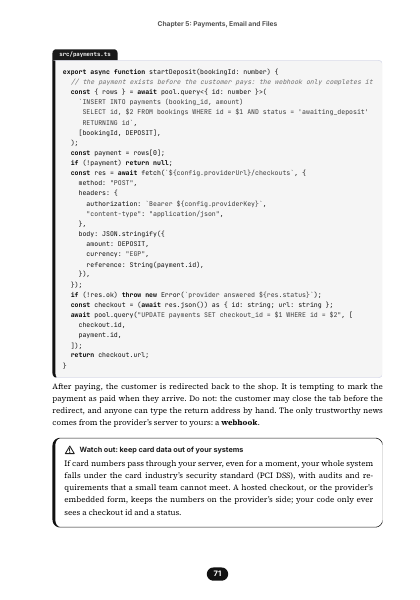 Chapter 5: Payments, Email and Files
src/payments.ts
export async function startDeposit(bookingId: number) {
  // the payment exists before the customer pays: the webhook only completes it
  const { rows } = await pool.query<{ id: number }>(
    `INSERT INTO payments (booking_id, amount)
     SELECT id, $2 FROM bookings WHERE id = $1 AND status = 'awaiting_deposit'
     RETURNING id`,
    [bookingId, DEPOSIT],
  );
  const payment = rows[0];
  if (!payment) return null;
  const res = await fetch(`${config.providerUrl}/checkouts`, {
    method: "POST",
    headers: {
      authorization: `Bearer ${config.providerKey}`,
      "content-type": "application/json",
    },
    body: JSON.stringify({
      amount: DEPOSIT,
      currency: "EGP",
      reference: String(payment.id),
    }),
  });
  if (!res.ok) throw new Error(`provider answered ${res.status}`);
  const checkout = (await res.json()) as { id: string; url: string };
  await pool.query("UPDATE payments SET checkout_id = $1 WHERE id = $2", [
    checkout.id,
    payment.id,
  ]);
  return checkout.url;
}
After paying, the customer is redirected back to the shop. It is tempting to mark the
payment as paid when they arrive. Do not: the customer may close the tab before the
redirect, and anyone can type the return address by hand. The only trustworthy news
comes from the provider's server to yours: a webhook.
Watch out: keep card data out of your systems
If card numbers pass through your server, even for a moment, your whole system
falls under the card industry's security standard (PCI DSS), with audits and re-
quirements that a small team cannot meet. A hosted checkout, or the provider's
embedded form, keeps the numbers on the provider's side; your code only ever
sees a checkout id and a status.
71